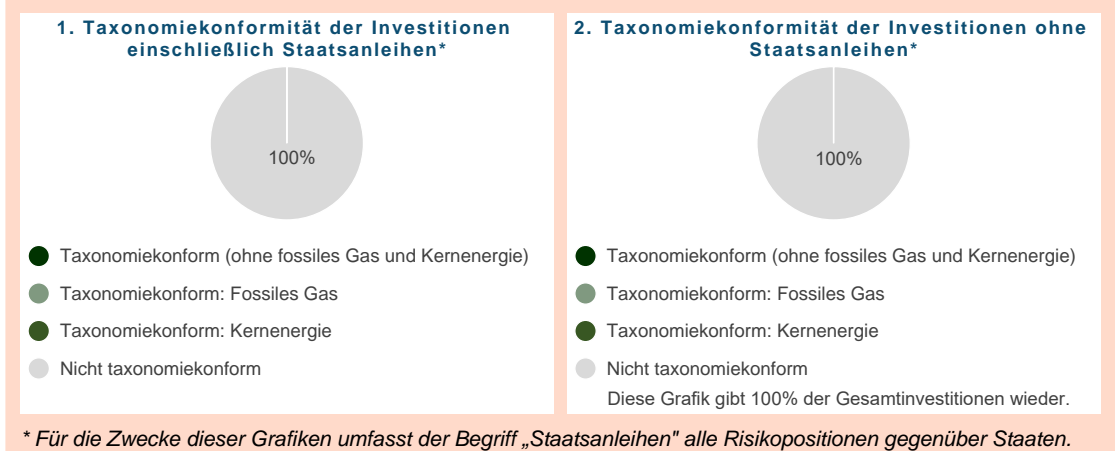 1. Taxonomiekonformität der Investitionen
einschließlich Staatsanleihen*
100%
Taxonomiekonform (ohne fossiles Gas und Kernenergie)
Taxonomiekonform: Fossiles Gas
Taxonomiekonform: Kernenergie
Nicht taxonomiekonform
2. Taxonomiekonformität der Investitionen ohne
Staatsanleihen*
100%
Taxonomiekonform (ohne fossiles Gas und Kernenergie)
Taxonomiekonform: Fossiles Gas
Taxonomiekonform: Kernenergie
Nicht taxonomiekonform
Diese Grafik gibt 100% der Gesamtinvestitionen wieder.
* Für die Zwecke dieser Grafiken umfasst der Begriff „Staatsanleihen" alle Risikopositionen gegenüber Staaten.